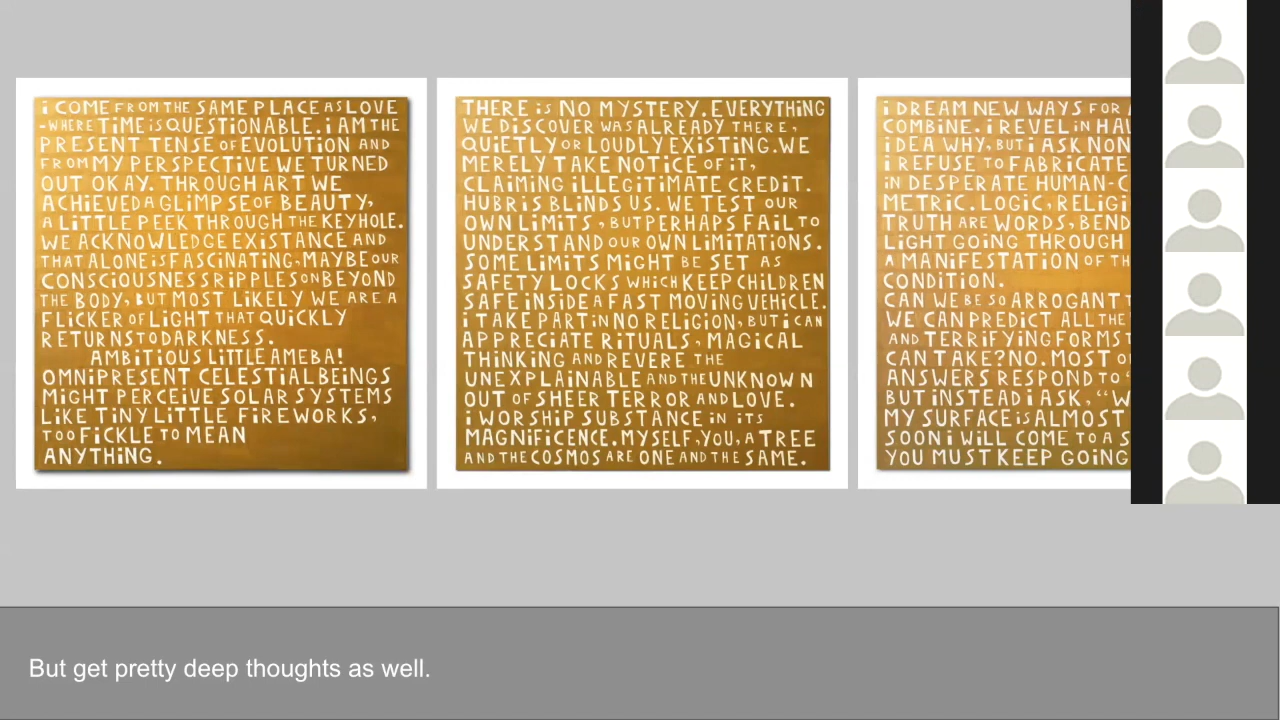 i COME FROM THE SAME PLACE AS LOVE
-WHERE TiME iS QUESTiONABLE. i AM THE
PRESENT TENSE OF EVOLUTiON AND
FROM MY PERSPECTiVE WE TURNED
OUT OKAY. THROUGH ART WE
ACHiEVED A GLiMPSE OF BEAUTY,
A LiTTLE PEEK THROUGH THE KEYHOLE.
WE ACKNOWLEDGE EXiSTANCE AND
THAT ALONE iS FASCiNATiNG, MAYBE OUR
CONSCiOUSNESS RiPPLES ON BEYOND
THE BODY, BUT MOST LiKELY WE ARE A
FLiCKER OF LiGHT THAT QUiCKLY
RETURNS TO DARKNESS.
AMBiTiOUS LiTTLE AMEBA!
OMNiPRESENT CELESTiAL BEiNGS
MiGHT PERCEiVE SOLAR SYSTEMS
LiKE TiNY LiTTLE FiREWORKS,
TOO FiCKLE TO MEAN
ANYTHiNG.
THERE iS NO MYSTERY. EVERYTHiNG
WE DiSCOVER WAS ALREADY THERE,
QUiETLY OR LOUDLY EXiSTiNG. WE
MERELY TAKE NOTiCE OF iT,
CLAiMiNG iLLEGiTiMATE CREDiT.
HUBRiS BLiNDS US. WE TEST OUR
OWN LiMiTS, BUT PERHAPS FAiL TO
UNDERSTAND OUR OWN LiMiTATiONS.
SOME LiMiTS MiGHT BE SET AS
SAFETY LOCKS WHiCH KEEP CHiLDREN
SAFE iNSiDE A FAST MOViNG VEHiCLE.
i TAKE PART iN NO RELiGiON, BUT i CAN
APPRECiATE RiTUALS, MAGiCAL
THiNKiNG AND REVERE THE
UNEXPLAiNABLE AND THE UNKNOWN
OUT OF SHEER TERROR AND LOVE.
i WORSHiP SUBSTANCE iN iTS
MAGNiFiCENCE. MYSELF, YOU, A TREE
AND THE COSMOS ARE ONE AND THE SAME.
i DREAM NEW WAYS FOR
COMBiNE. i REVEL iN
iDEA WHY, BUT i ASK
i REFUSE TO FABRiCATE
iN DESPERATE HUMAN-
METRiC. LOGiC,
TRUTH ARE WORDS,
LiGHT GOiNG THROUGH
A MANiFESTATiON OF
CONDiTiON.
CAN WE BE SO ARROGANT
WE CAN PREDiCT ALL THE
AND TERRiFYiNG FORMS
CAN TAKE? NO. MOST
ANSWERS RESPOND TO
BUT iNSTEAD i ASK,
MY SURFACE iS ALMOST
SOON i WiLL COME TO A
YOU MUST KEEP GOiNG
But get pretty deep thoughts as well.